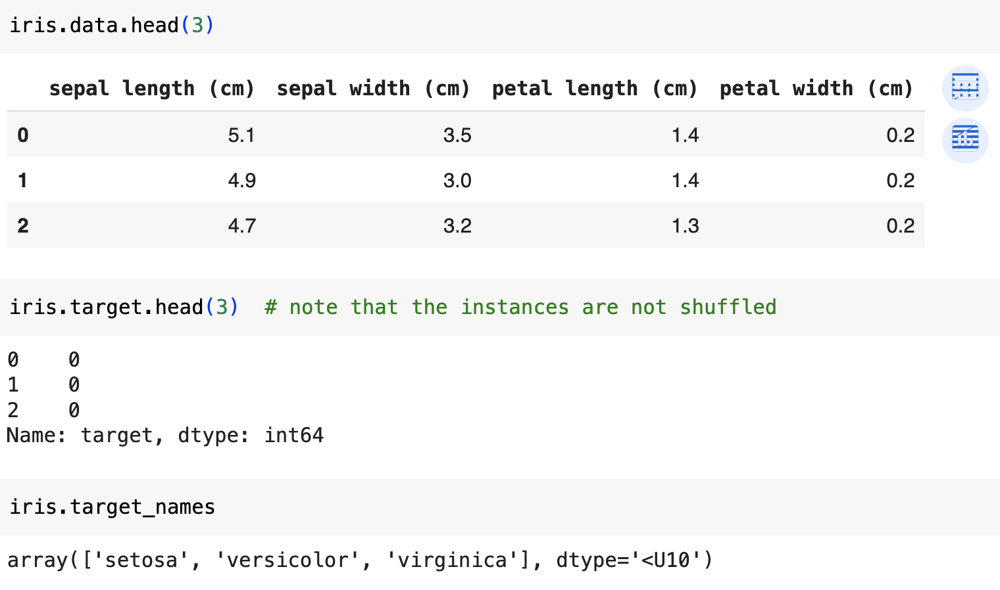 iris.data.head(3)
sepal length (cm) sepal width (cm) petal length (cm) petal width (cm)
0 5.1 3.5 1.4 0.2
1 4.9 3.0 1.4 0.2
2 4.7 3.2 1.3 0.2
iris.target.head(3)  # note that the instances are not shuffled
0    0
1    0
2    0
Name: target, dtype: int64
iris.target_names
array(['setosa', 'versicolor', 'virginica'], dtype='<U10')